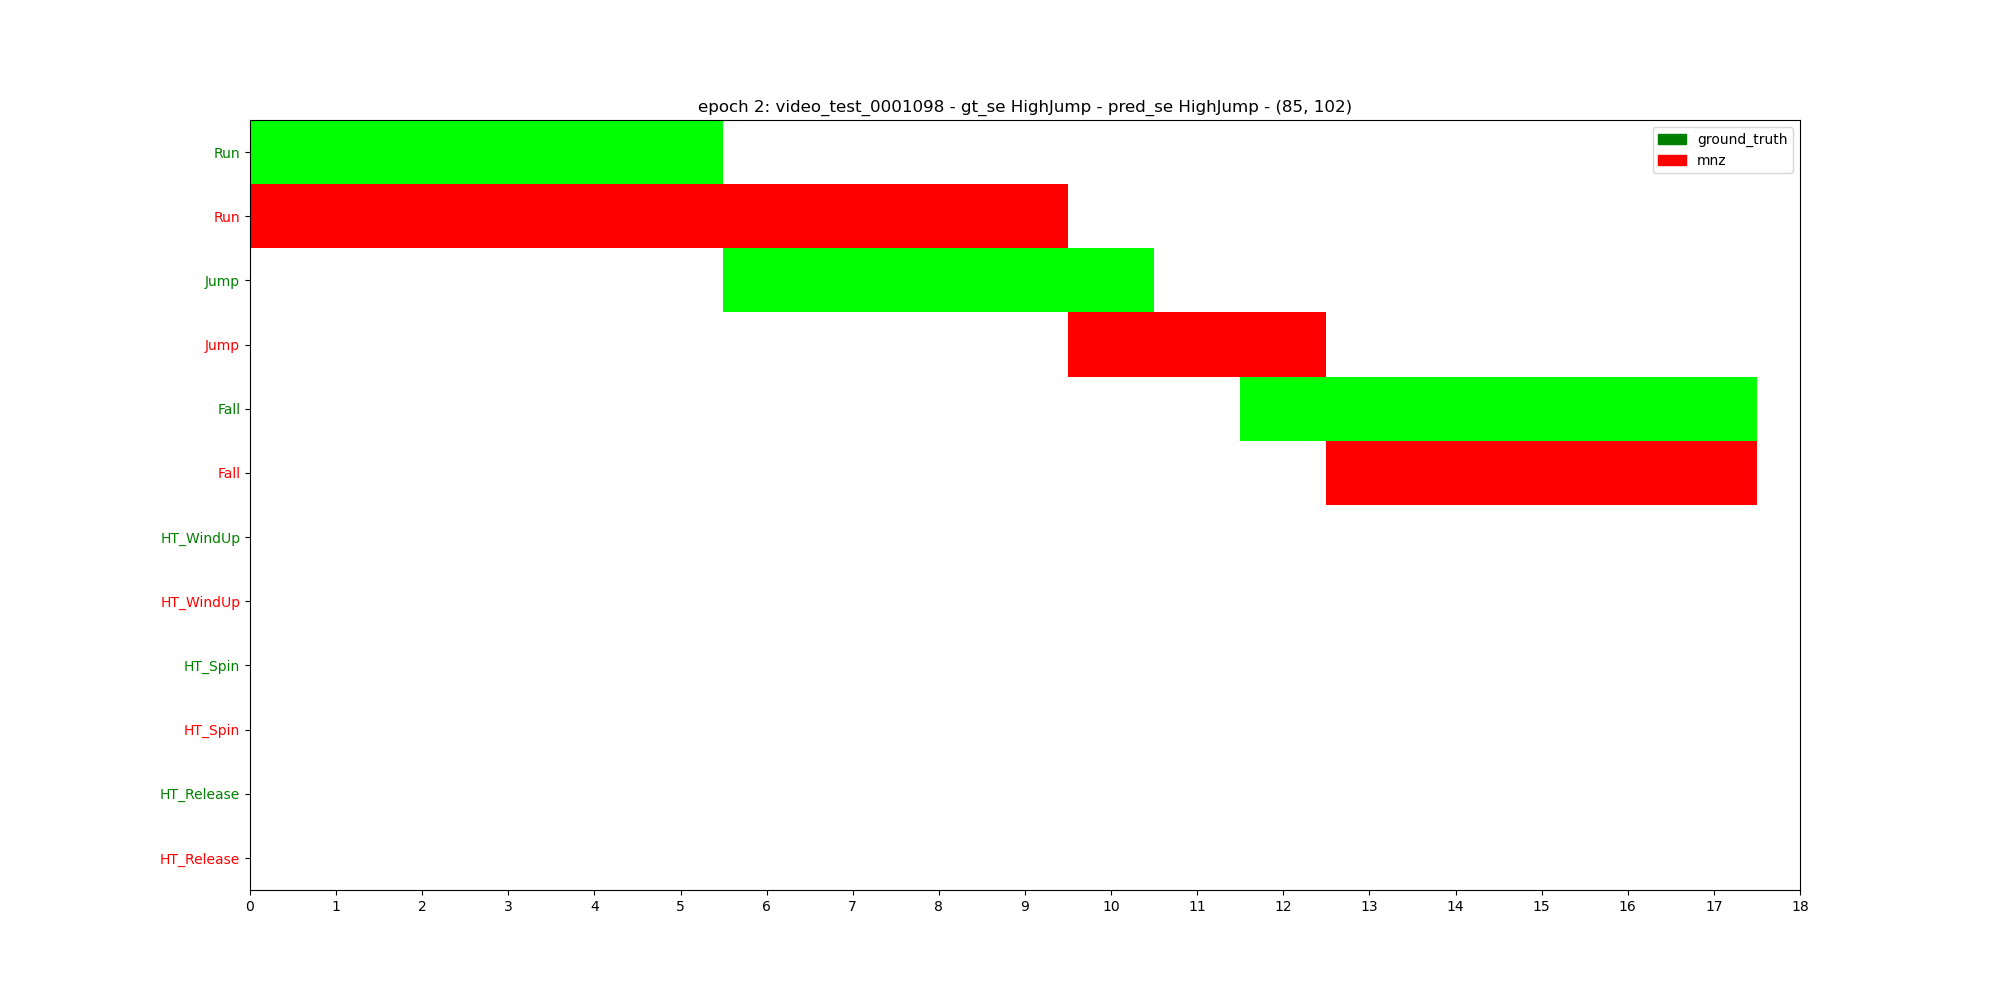 epoch 2: video_test_0001098 - gt_se HighJump - pred_se HighJump - (85, 102)
ground_truth
mnz
Run
Run
Jump
Jump
Fall
Fall
HT_WindUp
HT_WindUp
HT_Spin
HT_Spin
HT_Release
HT_Release
0 1 2 3 4 5 6 7 8 9 10 11 12 13 14 15 16 17 18